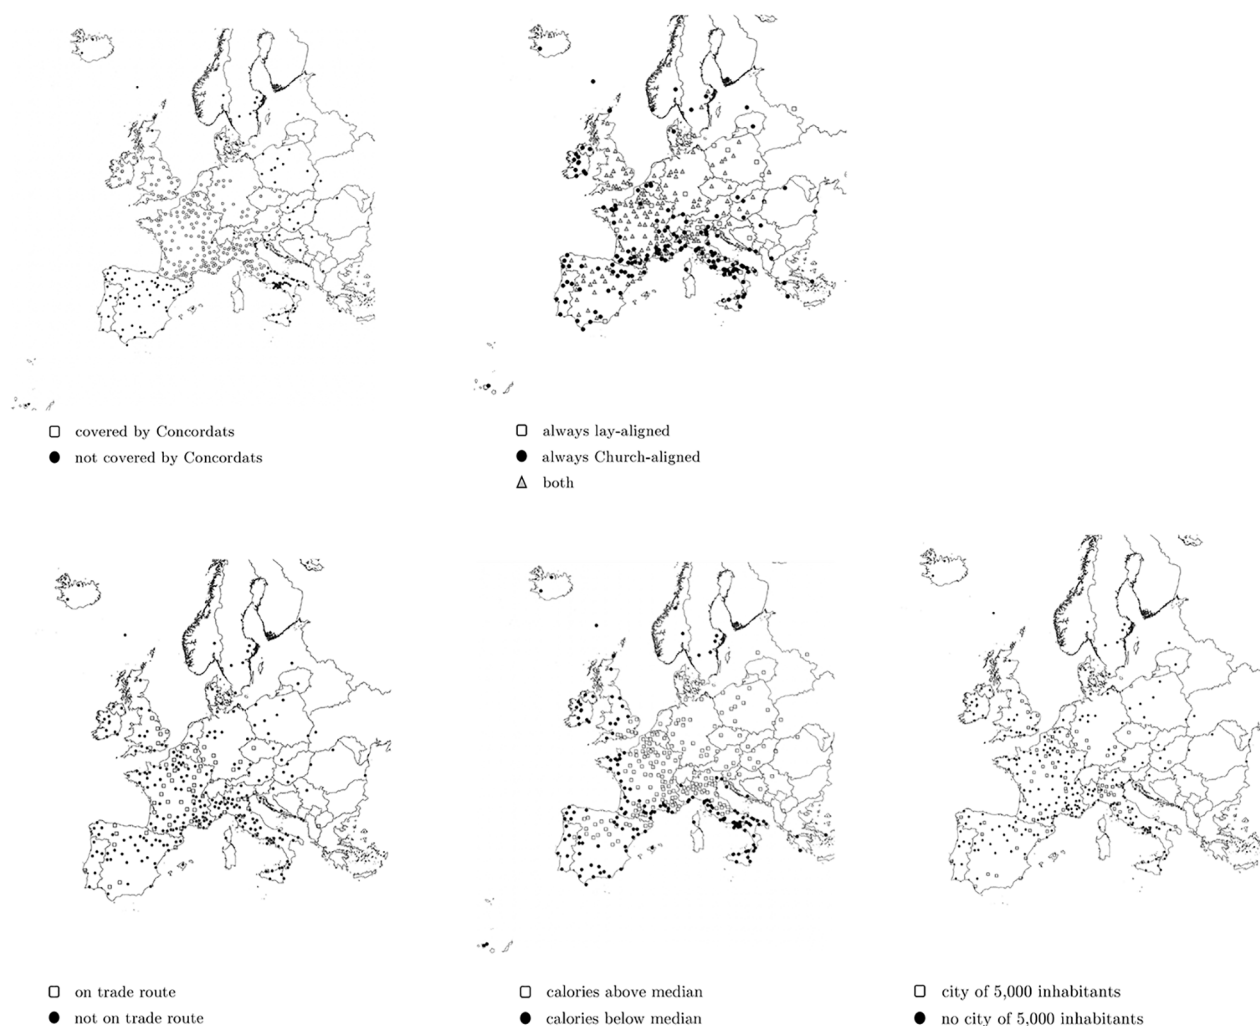 covered by Concordats
not covered by Concordats
always lay-aligned
always Church-aligned
both
on trade route
not on trade route
calories above median
calories below median
city of 5,000 inhabitants
no city of 5,000 inhabitants